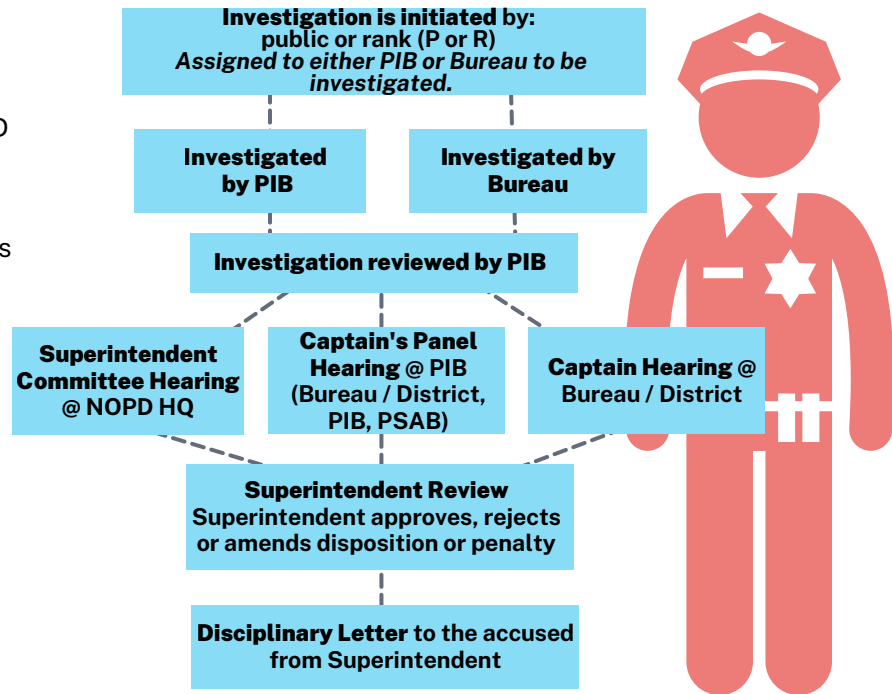 Investigation is initiated by:
public or rank (P or R)
Assigned to either PIB or Bureau to be
investigated.
Investigated
by PIB
Investigated by
Bureau
Investigation reviewed by PIB
Superintendent
Committee Hearing
@ NOPD HQ
Captain's Panel
Hearing @ PIB
(Bureau / District,
PIB, PSAB)
Captain Hearing @
Bureau / District
Superintendent Review
Superintendent approves, rejects
or amends disposition or penalty
Disciplinary Letter to the accused
from Superintendent